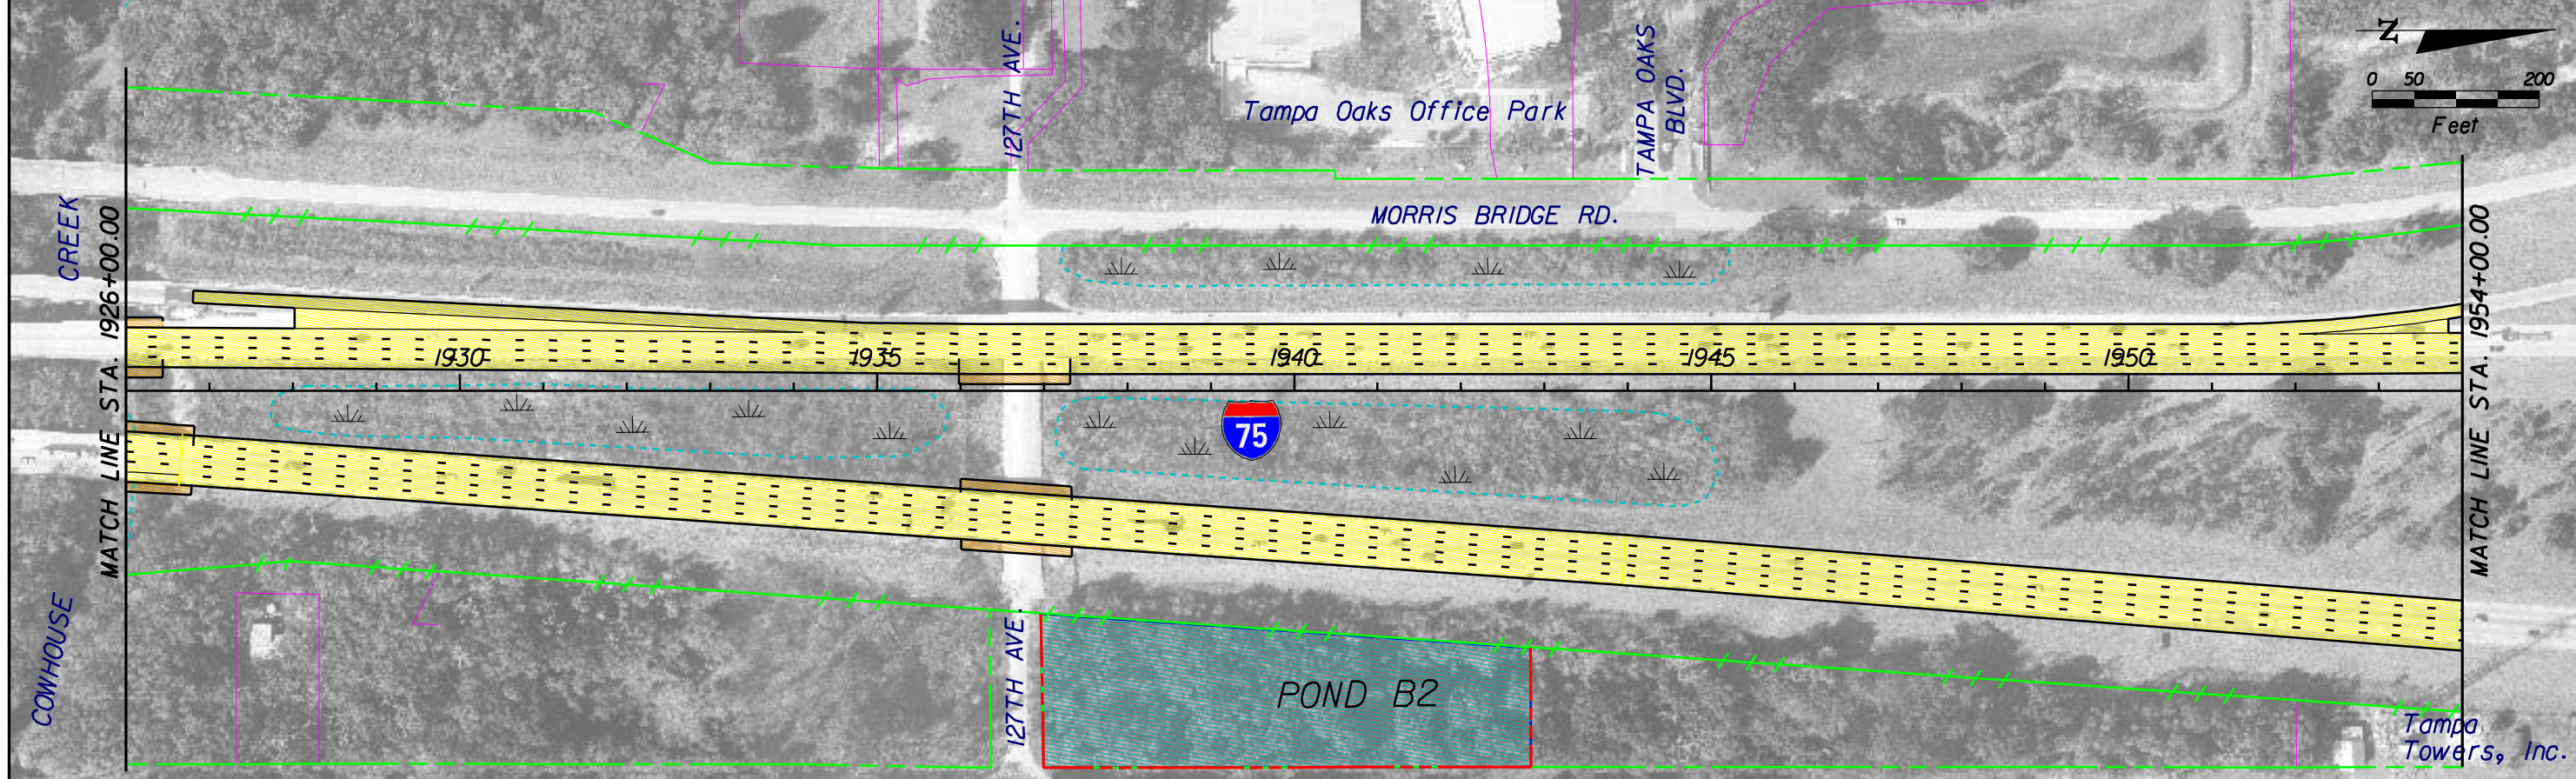 127TH AVE.
TAMPA OAKS
BLVD.
N
0 50 200
Feet
Tampa Oaks Office Park
MORRIS BRIDGE RD.
CREEK
MATCH LINE STA. 1926+00.00
1930
1935
1940
1945
1950
MATCH LINE STA. 1954+00.00
75
COWHOUSE
127TH AVE.
POND B2
Tampa
Towers, Inc.